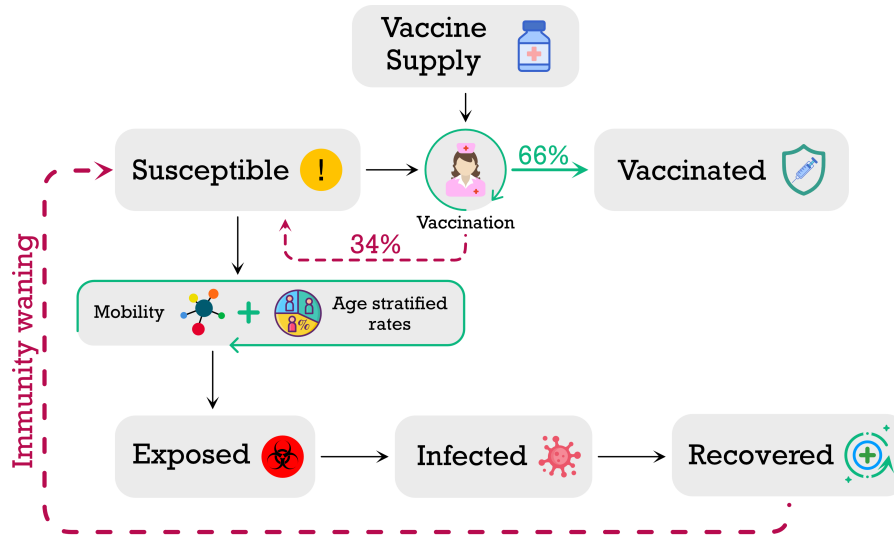 Vaccine
Supply
Susceptible
!
66%
Vaccinated
Vaccination
34%
Immunity waning
Mobility
%
Age stratified
rates
Exposed
Infected
Recovered